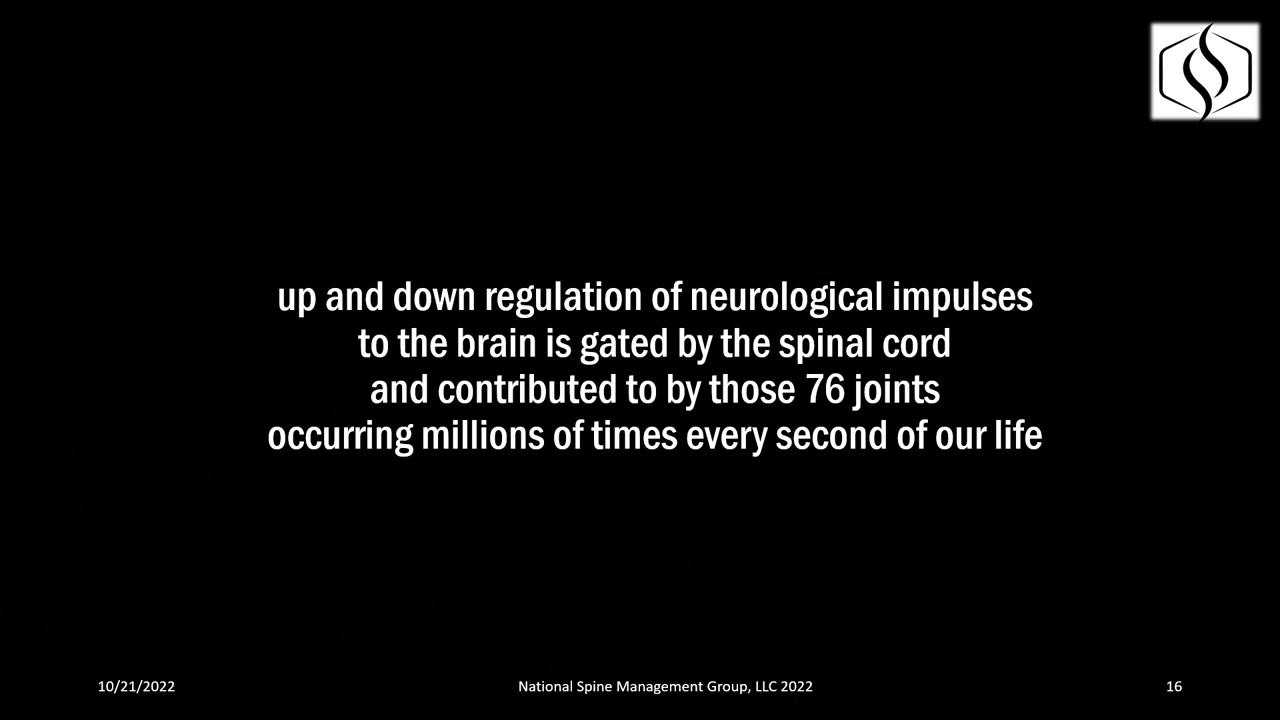 up and down regulation of neurological impulses
to the brain is gated by the spinal cord
and contributed to by those 76 joints
occurring millions of times every second of our life
10/21/2022
National Spine Management Group, LLC 2022
16